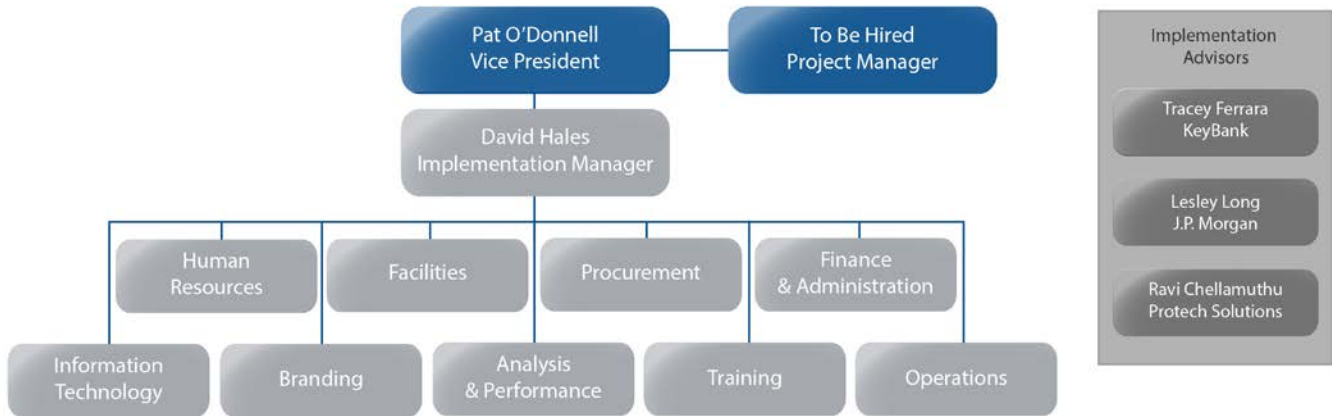 Pat O’Donnell
Vice President
To Be Hired
Project Manager
David Hales
Implementation Manager
Human
Resources
Facilities
Procurement
Finance
& Administration
Information
Technology
Branding
Analysis
& Performance
Training
Operations
Implementation
Advisors
Tracey Ferrara
KeyBank
Lesley Long
J.P. Morgan
Ravi Chellamuthu
Protech Solutions